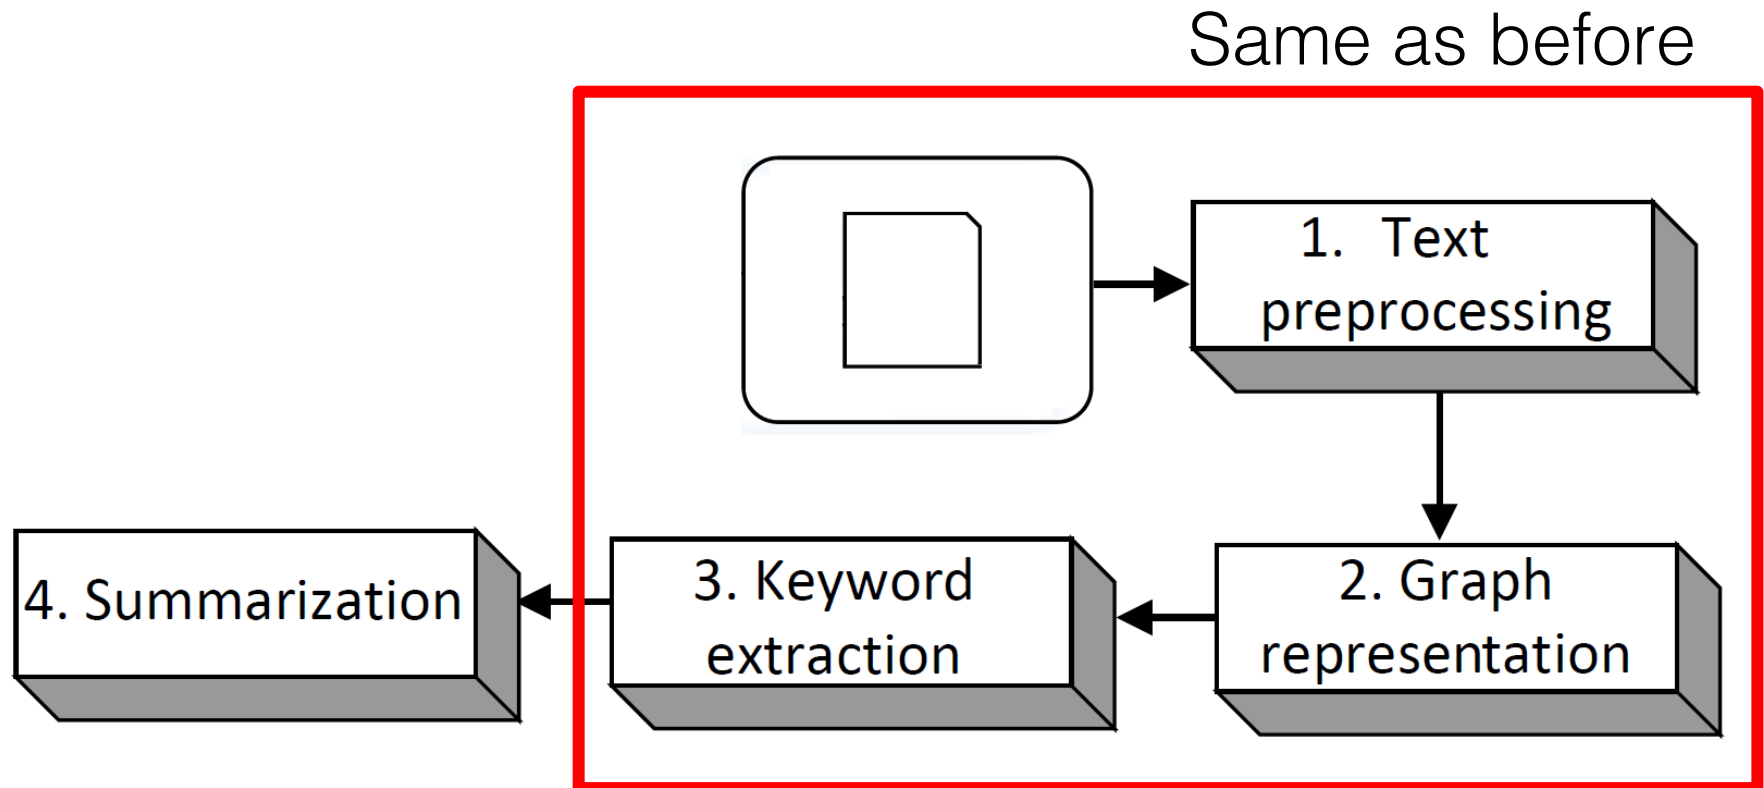 Same as before
1. Text
preprocessing
2. Graph
representation
3. Keyword
extraction
4. Summarization